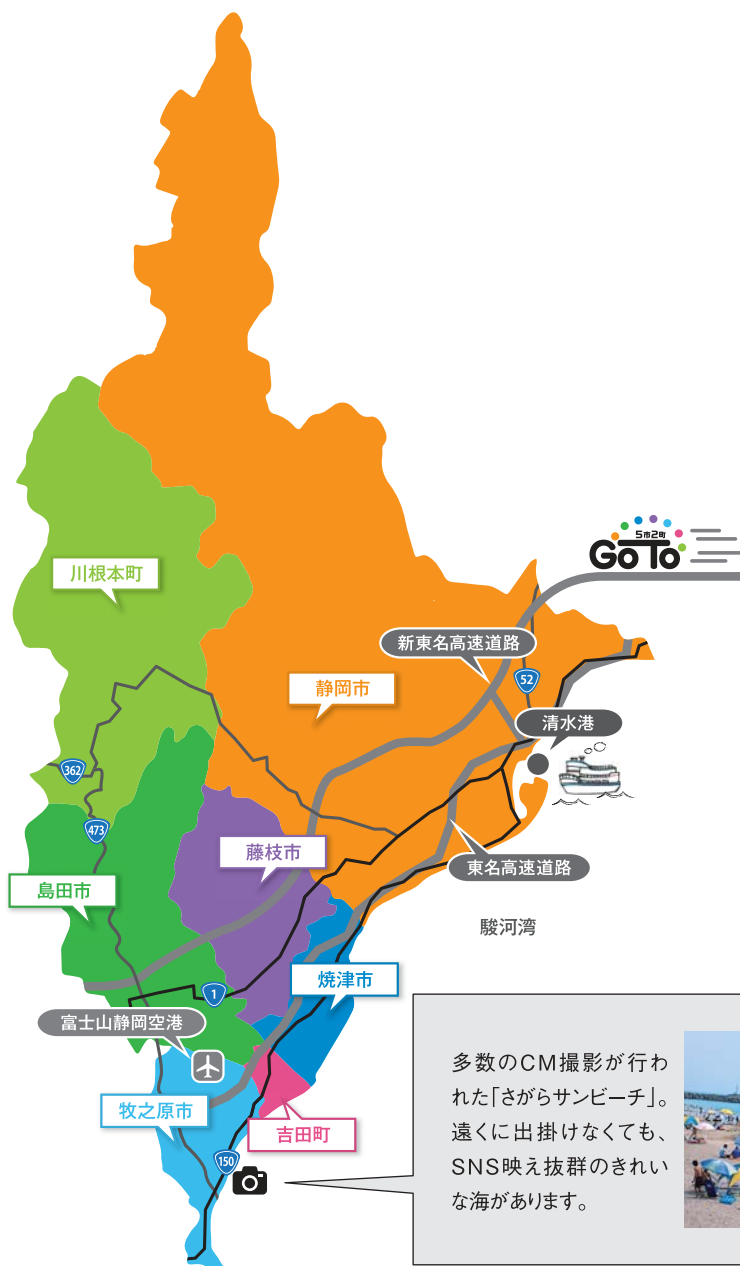 川根本町
5市2町
GoTo
新東名高速道路
静岡市
52
清水港
362
473
藤枝市
東名高速道路
島田市
駿河湾
焼津市
1
富士山静岡空港
牧之原市
吉田町
150
多数のCM撮影が行わ
れた「さがらサンビーチ」。
遠くに出掛けなくても、
SNS映え抜群のきれい
な海があります。